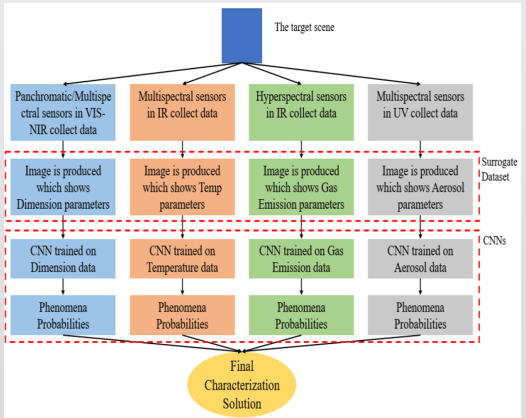 The target scene
Panchromatic/Multispe
ctral sensors in VIS-
NIR collect data
Multispectral sensors
in IR collect data
Hyperspectral sensors
in IR collect data
Multispectral sensors
in UV collect data
Image is produced
which shows
Dimension parameters
Image is produced
which shows Temp
parameters
Image is produced
which shows Gas
Emission parameters
Image is produced
which shows Aerosol
parameters
Surrogate
Dataset
CNN trained on
Dimension data
CNN trained on
Temperature data
CNN trained on Gas
Emission data
CNN trained on
Aerosol data
CNNs
Phenomena
Probabilities
Phenomena
Probabilities
Phenomena
Probabilities
Phenomena
Probabilities
Final
Characterization
Solution